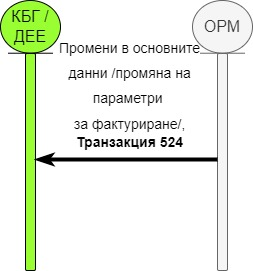 КБГ /
ДЕЕ
ОРМ
Промени в основните
данни /промяна на
параметри
за фактуриране/,
Транзакция 524